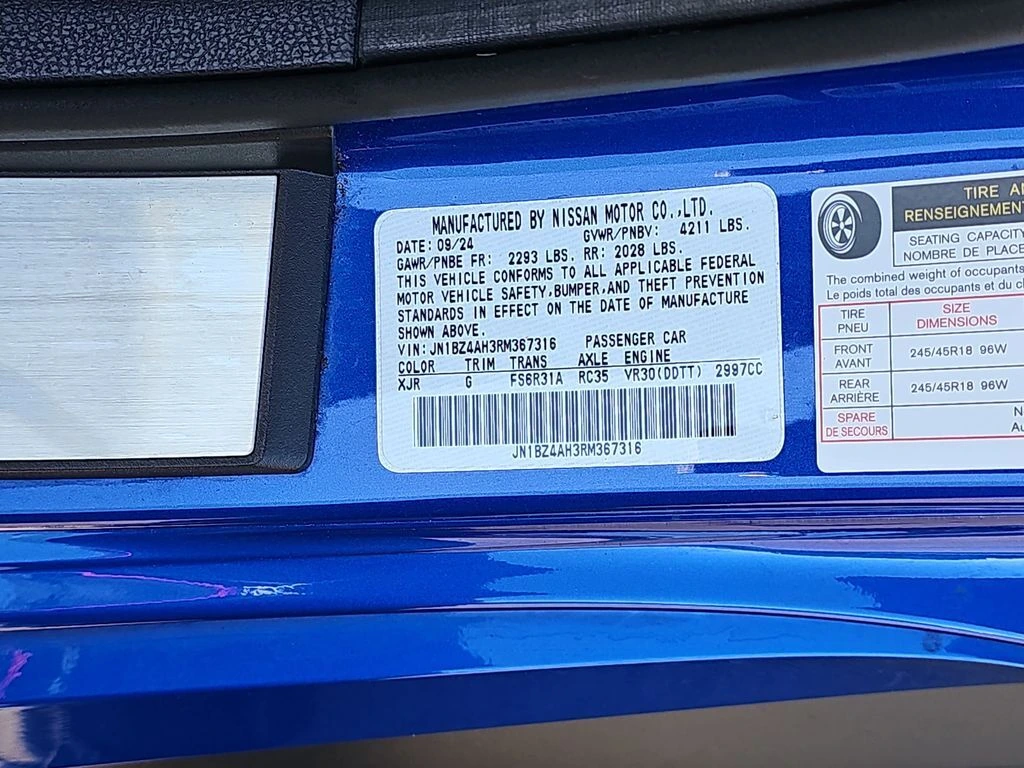 MANUFACTURED BY NISSAN MOTOR CO.,LTD.
DATE: 09/24 GVWR/PNBV: 4211 LBS.
GAWR/PNBE FR: 2293 LBS. RR: 2028 LBS.
THIS VEHICLE CONFORMS TO ALL APPLICABLE FEDERAL
MOTOR VEHICLE SAFETY,BUMPER,AND THEFT PREVENTION
STANDARDS IN EFFECT ON THE DATE OF MANUFACTURE
SHOWN ABOVE.
VIN: JN1BZ4AH3RM367316 PASSENGER CAR
COLOR TRIM TRANS AXLE ENGINE
XJR G FS6R31A RC35 VR30(DDTT) 2997CC
JN1BZ4AH3RM367316
TIRE
RENSEIGNEMENT
SEATING CAPACITY
NOMBRE DE PLACE
The combined weight of occupants
Le poids total des occupants et du
TIRE PNEU SIZE DIMENSIONS
FRONT AVANT 245/45R18 96W
REAR ARRIÈRE 245/45R18 96W
SPARE DE SECOURS